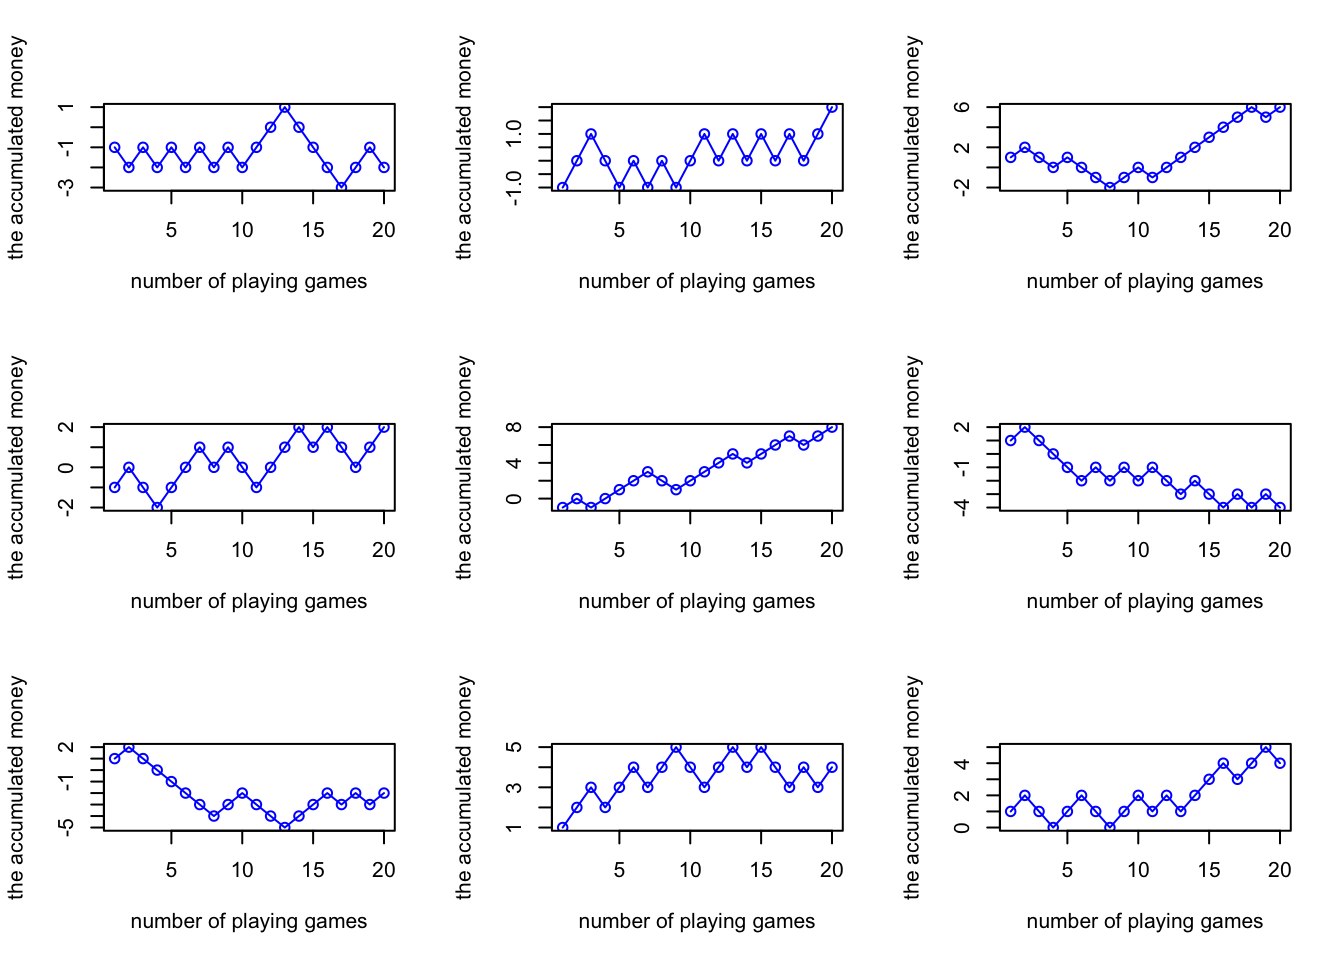 the accumulated money
1
-1
-3
5 10 15 20
number of playing games
the accumulated money
1.0
-1.0
5 10 15 20
number of playing games
the accumulated money
6
2
-2
5 10 15 20
number of playing games
the accumulated money
2
0
-2
5 10 15 20
number of playing games
the accumulated money
8
4
0
5 10 15 20
number of playing games
the accumulated money
2
-1
-4
5 10 15 20
number of playing games
the accumulated money
2
-1
-5
5 10 15 20
number of playing games
the accumulated money
5
3
1
5 10 15 20
number of playing games
the accumulated money
4
2
0
5 10 15 20
number of playing games